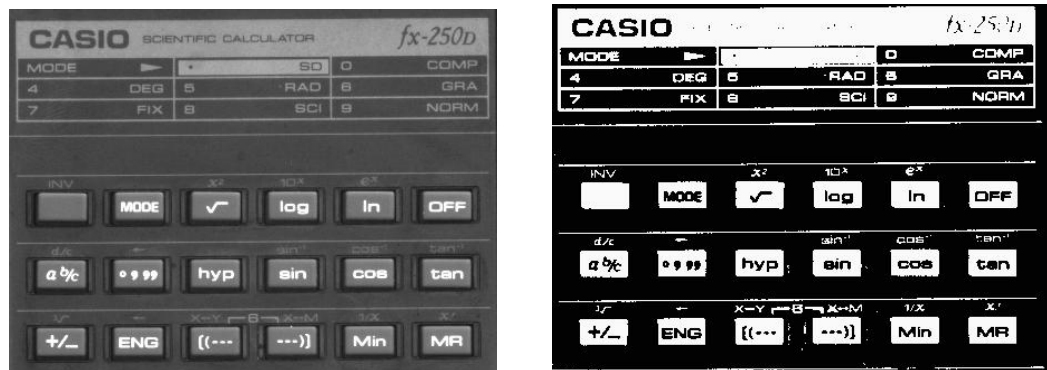 CASIO SCIENTIFIC CALCULATOR fx-250D
MODE ► · SD 0 COMP
4 DEG 5 RAD 6 GRA
7 FIX 8 SCI 9 NORM
INV x² 10ˣ eˣ
MODE √ log ln OFF
d/c ← sin⁻¹ cos⁻¹ tan⁻¹
a b/c ° ’ ” hyp sin cos tan
← X↔Y 8 X↔M 1/X X!
+/− ENG [(--- ---)] Min MR
CASIO
MODE ► · 0 COMP
4 DEG 5 RAD 6 GRA
7 FIX 8 SCI 9 NORM
INV x² 10ˣ eˣ
MODE √ log ln OFF
d/c ← sin⁻¹ cos⁻¹ tan⁻¹
a b/c ° ’ ” hyp sin cos tan
X↔Y 8 X↔M 1/X
+/− ENG [(--- ---)] Min MR